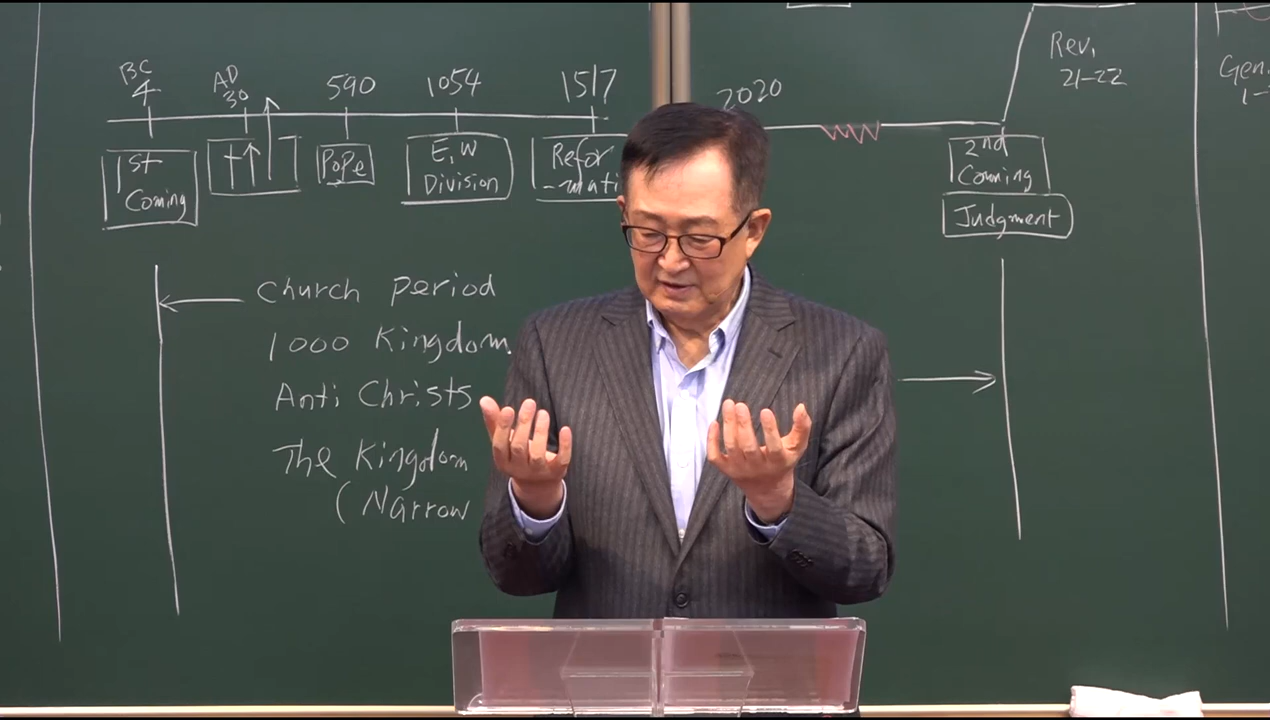 BC
4
AD
30
590
1054
1517
2020
1st
Coming
PoPe
E, W
Division
Refor
-mati
2nd
Coming
Judgment
Rev,
21-22
Gen.
1-
Church period
1000 Kingdom
Anti Christs
The Kingdom
(Narrow